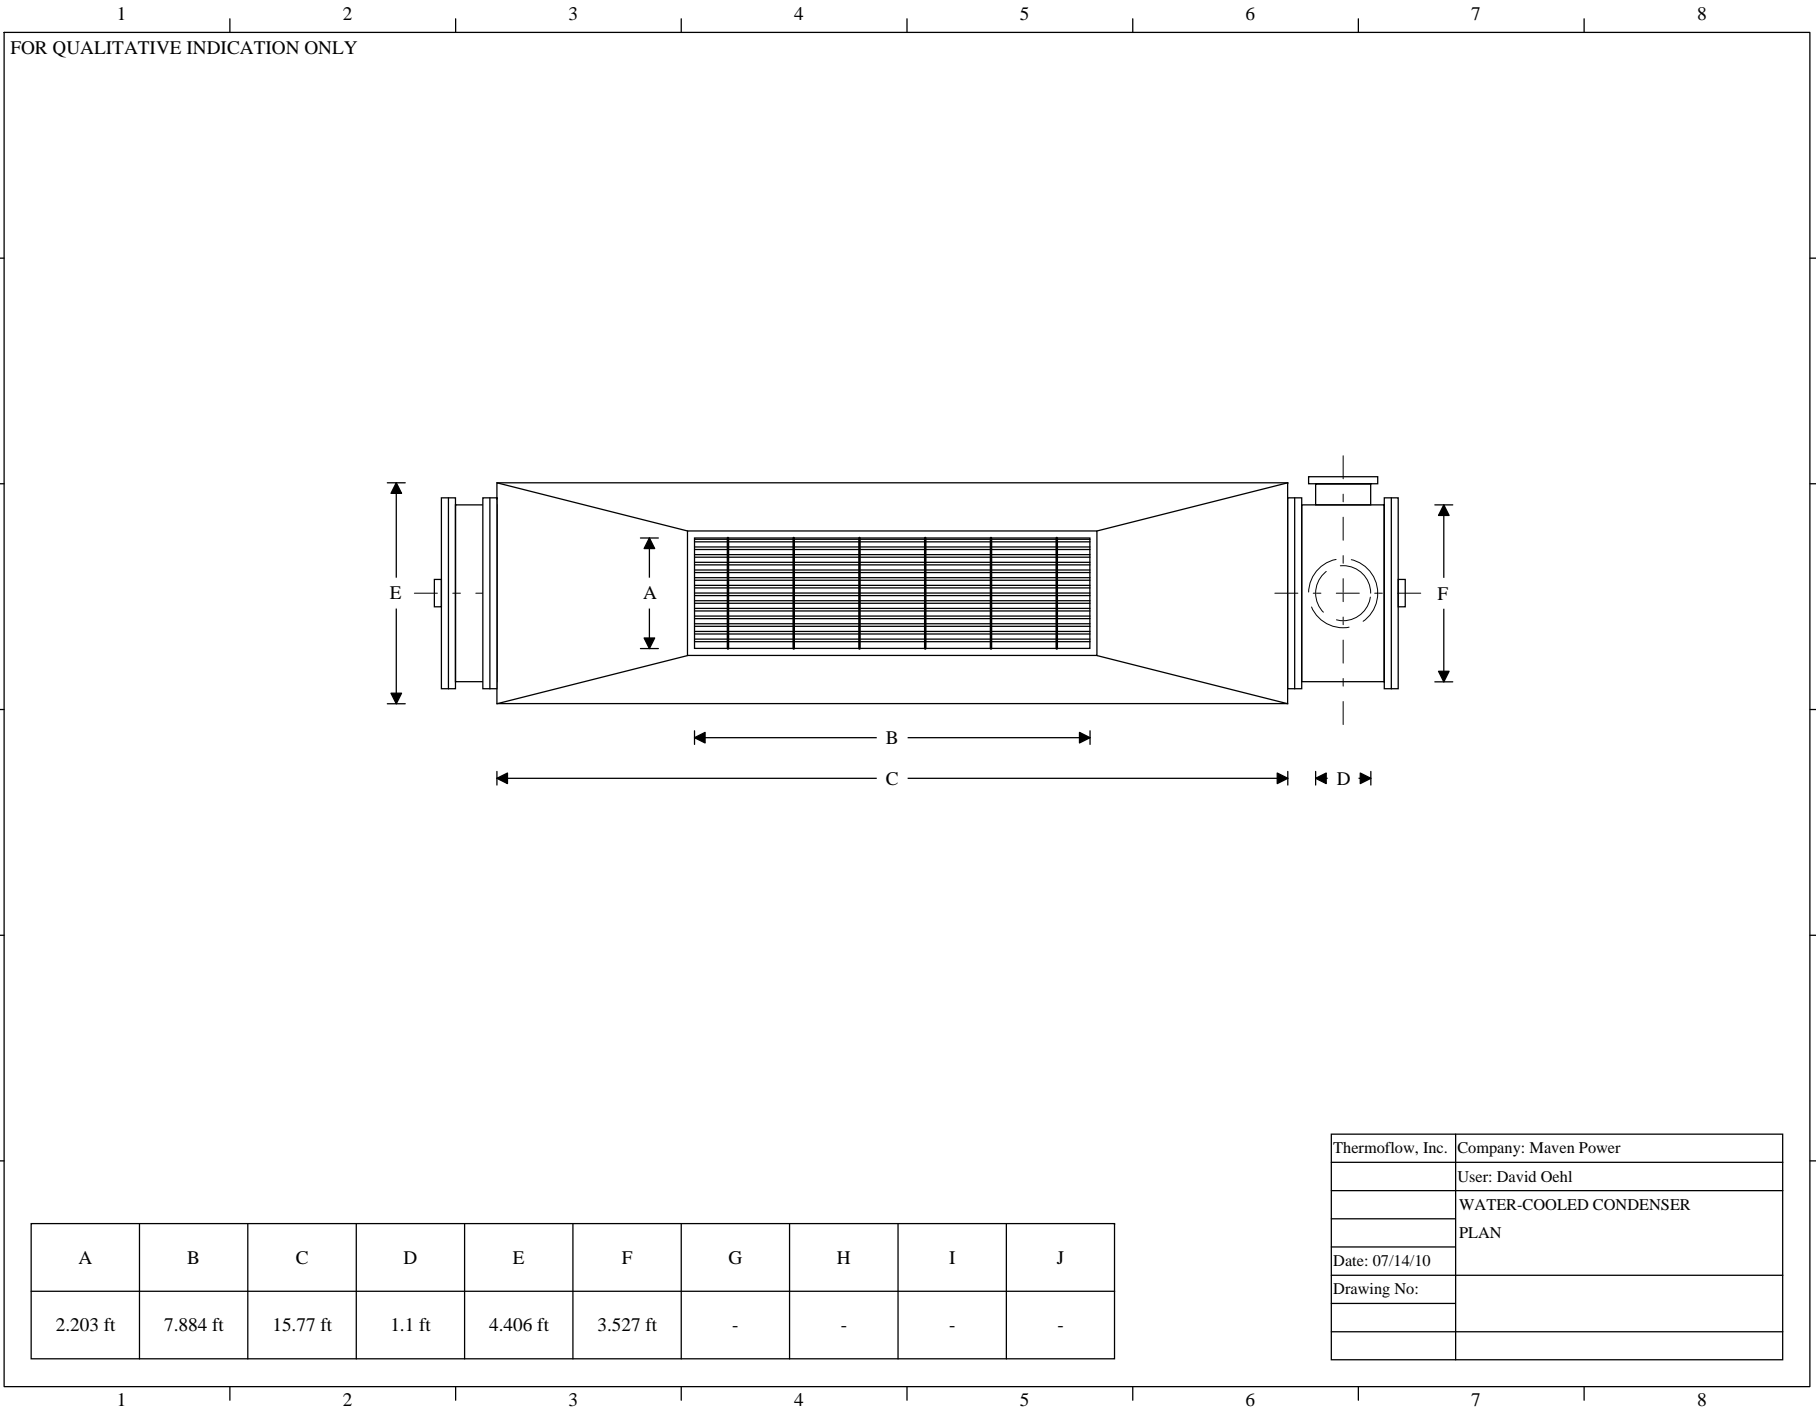 1 2 3 4 5 6 7 8
FOR QUALITATIVE INDICATION ONLY
E A F
B
C D
Thermoflow, Inc. Company: Maven Power
User: David Oehl
WATER-COOLED CONDENSER
PLAN
Date: 07/14/10
Drawing No:
A B C D E F G H I J
2.203 ft 7.884 ft 15.77 ft 1.1 ft 4.406 ft 3.527 ft - - - -
1 2 3 4 5 6 7 8